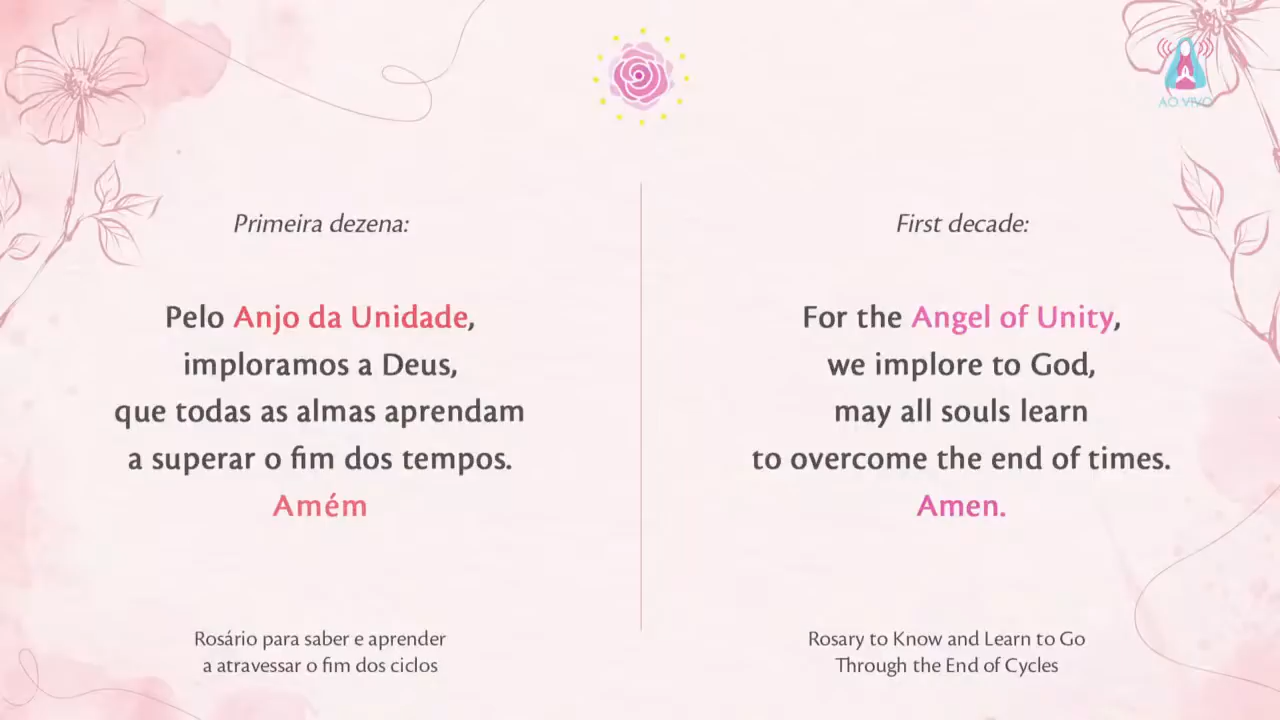 AO VIVO
Primeira dezena:
Pelo Anjo da Unidade,
imploramos a Deus,
que todas as almas aprendam
a superar o fim dos tempos.
Amém
Rosário para saber e aprender
a atravessar o fim dos ciclos
First decade:
For the Angel of Unity,
we implore to God,
may all souls learn
to overcome the end of times.
Amen.
Rosary to Know and Learn to Go
Through the End of Cycles